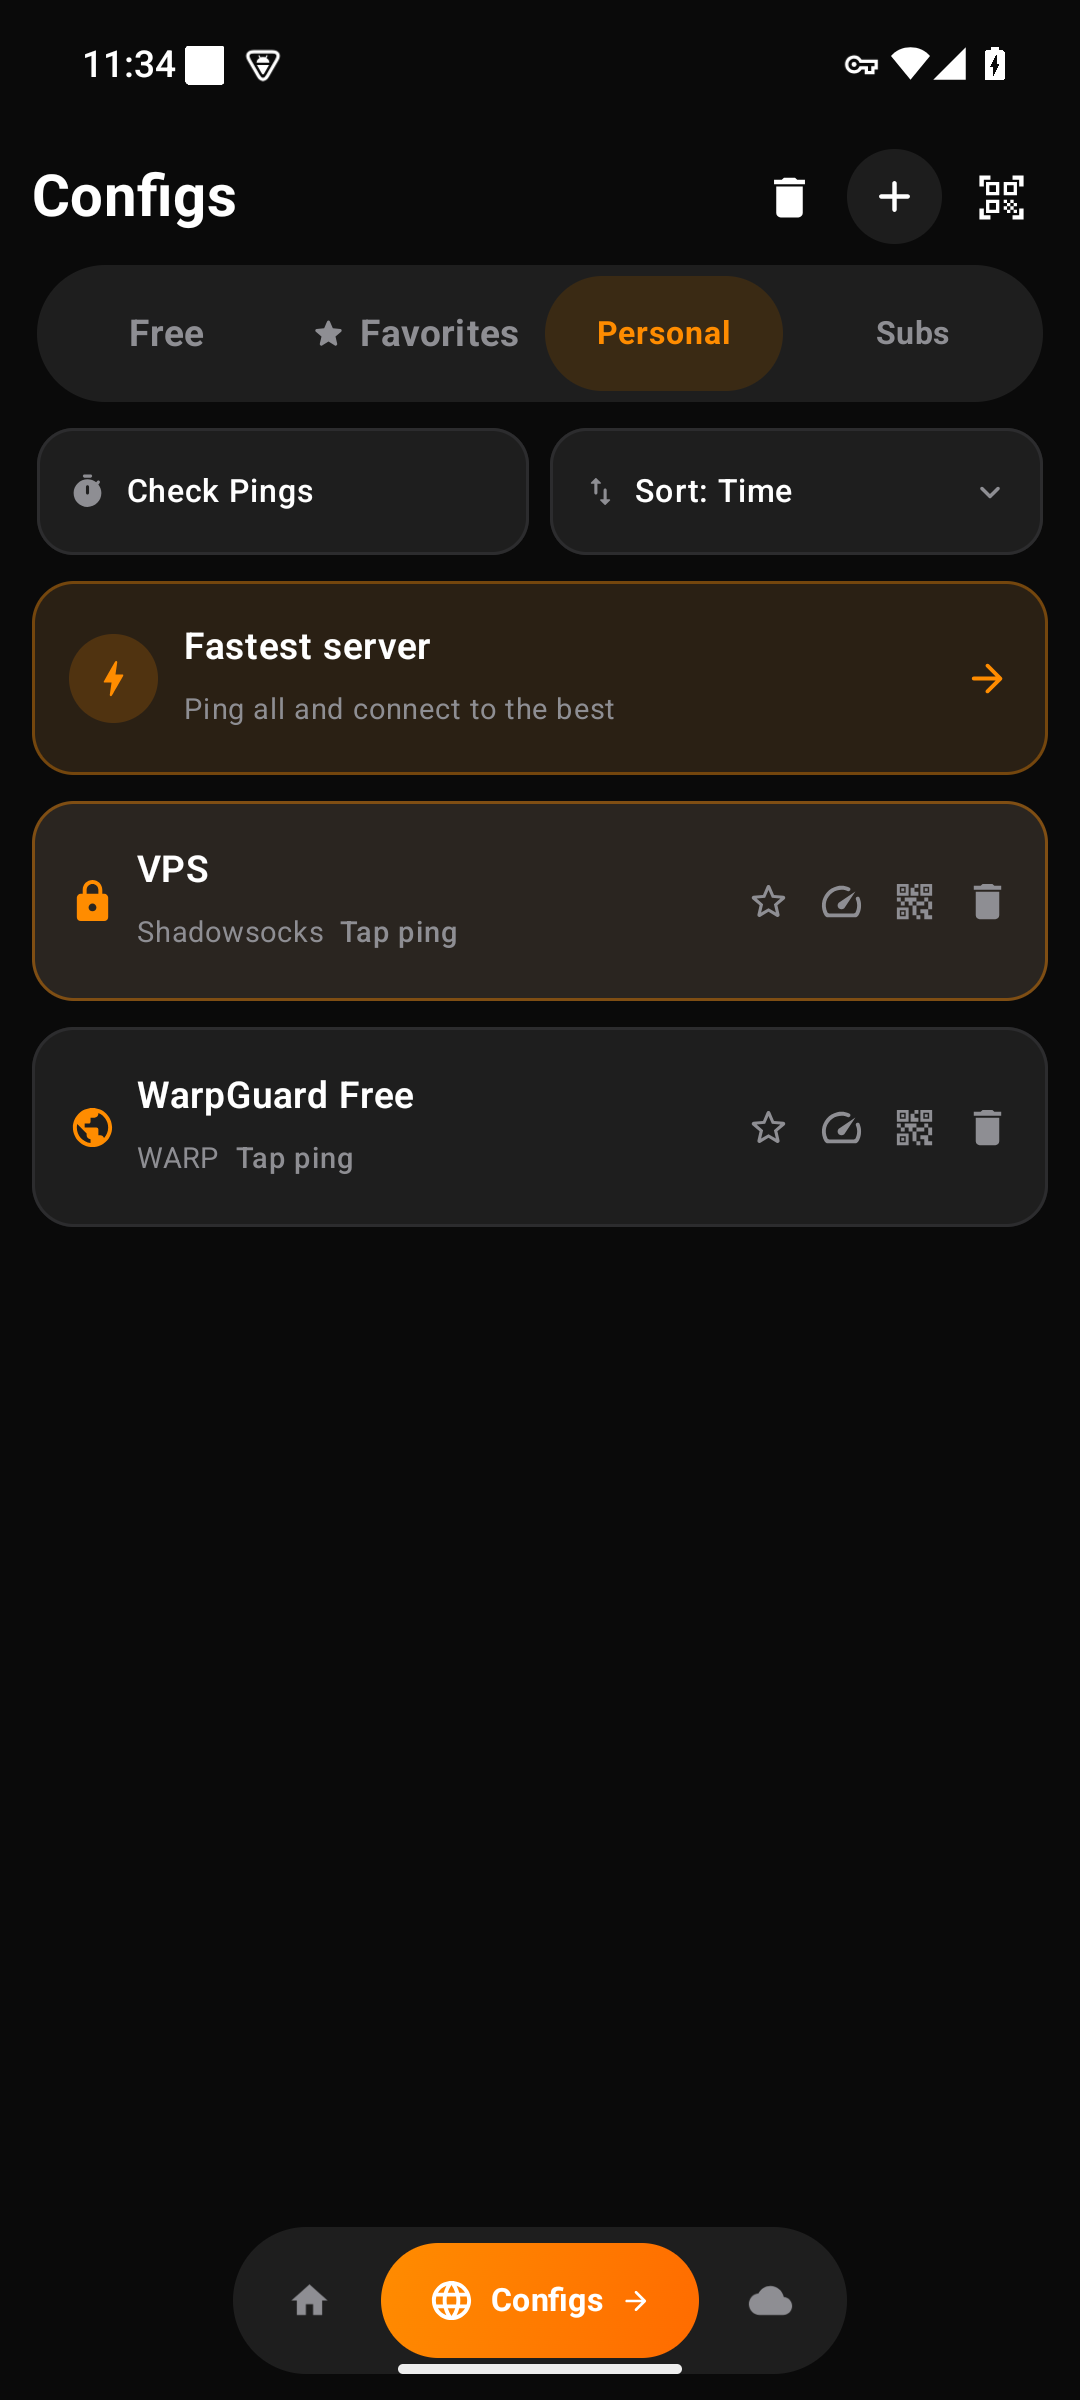 11:34
Configs
Free
Favorites
Personal
Subs
Check Pings
Sort: Time
Fastest server
Ping all and connect to the best
VPS
Shadowsocks Tap ping
WarpGuard Free
WARP Tap ping
Configs